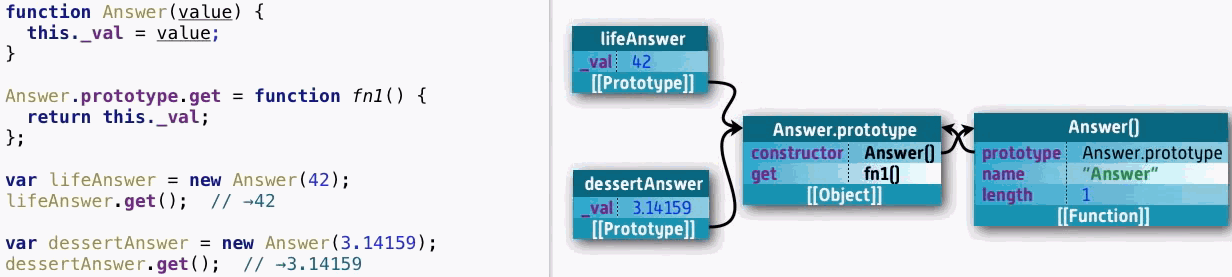 function Answer(value) {
  this._val = value;
}

Answer.prototype.get = function fn1() {
  return this._val;
};

var lifeAnswer = new Answer(42);
lifeAnswer.get();  // →42

var dessertAnswer = new Answer(3.14159);
dessertAnswer.get();  // →3.14159

lifeAnswer
_val 42
[[Prototype]]

dessertAnswer
_val 3.14159
[[Prototype]]

Answer.prototype
constructor Answer()
get fn1()
[[Object]]

Answer()
prototype Answer.prototype
name "Answer"
length 1
[[Function]]